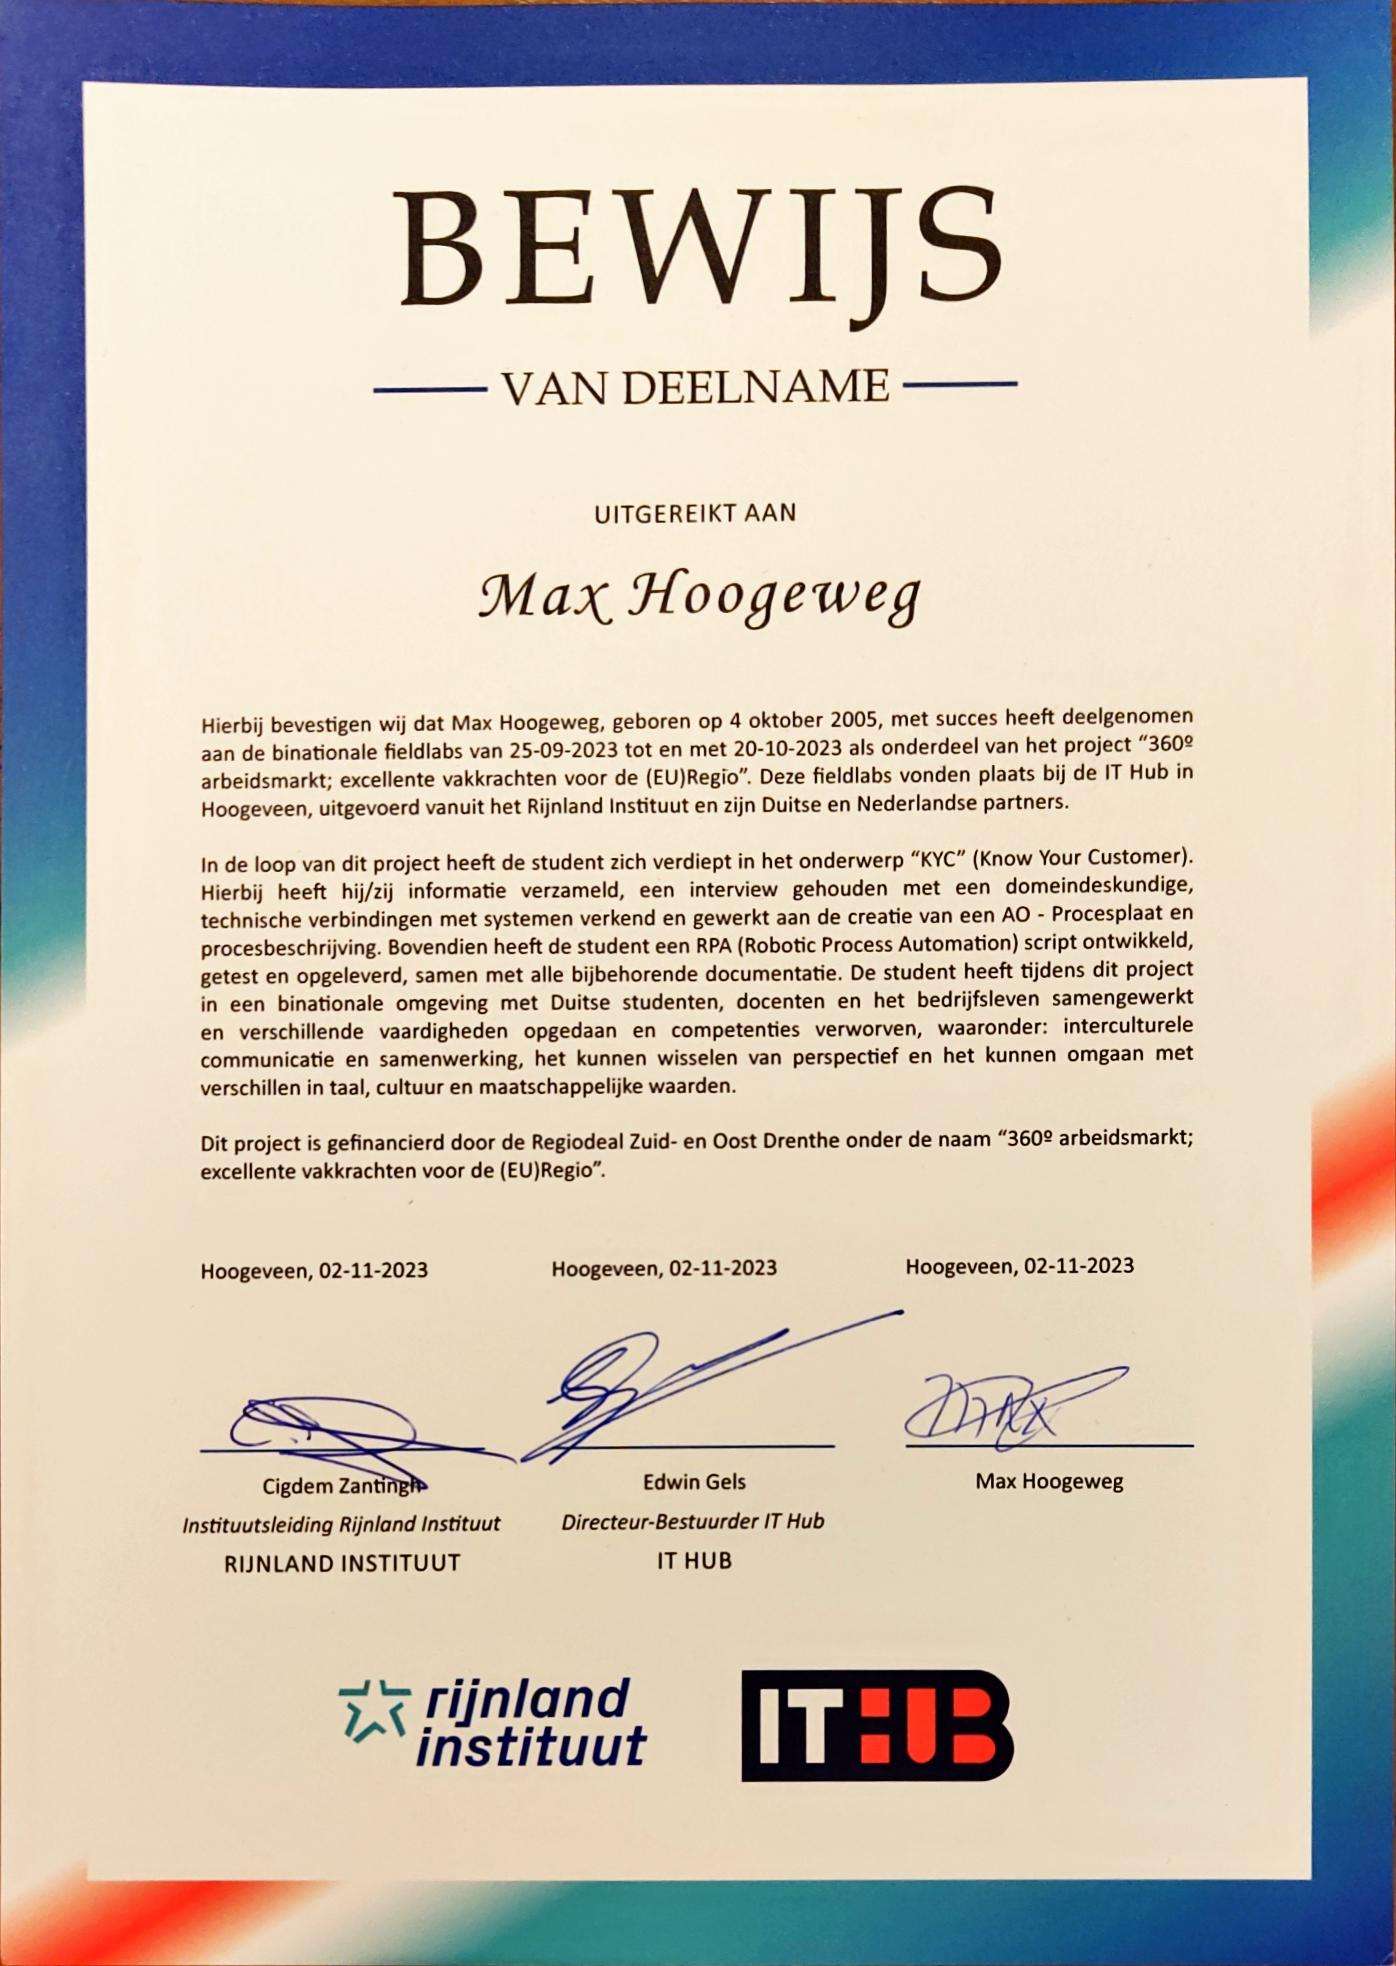 BEWIJS
VAN DEELNAME
UITGEREIKT AAN
Max Hoogeweg
Hierbij bevestigen wij dat Max Hoogeweg, geboren op 4 oktober 2005, met succes heeft deelgenomen
aan de binationale fieldlabs van 25-09-2023 tot en met 20-10-2023 als onderdeel van het project “360º
arbeidsmarkt; excellente vakkrachten voor de (EU)Regio”. Deze fieldlabs vonden plaats bij de IT Hub in
Hoogeveen, uitgevoerd vanuit het Rijnland Instituut en zijn Duitse en Nederlandse partners.
In de loop van dit project heeft de student zich verdiept in het onderwerp “KYC” (Know Your Customer).
Hierbij heeft hij/zij informatie verzameld, een interview gehouden met een domeindeskundige,
technische verbindingen met systemen verkend en gewerkt aan de creatie van een AO - Procesplaat en
procesbeschrijving. Bovendien heeft de student een RPA (Robotic Process Automation) script ontwikkeld,
getest en opgeleverd, samen met alle bijbehorende documentatie. De student heeft tijdens dit project
in een binationale omgeving met Duitse studenten, docenten en het bedrijfsleven samengewerkt
en verschillende vaardigheden opgedaan en competenties verworven, waaronder: interculturele
communicatie en samenwerking, het kunnen wisselen van perspectief en het kunnen omgaan met
verschillen in taal, cultuur en maatschappelijke waarden.
Dit project is gefinancierd door de Regiodeal Zuid- en Oost Drenthe onder de naam “360º arbeidsmarkt;
excellente vakkrachten voor de (EU)Regio”.
Hoogeveen, 02-11-2023 Hoogeveen, 02-11-2023 Hoogeveen, 02-11-2023
Cigdem Zantingh Edwin Gels Max Hoogeweg
Instituutsleiding Rijnland Instituut Directeur-Bestuurder IT Hub
RIJNLAND INSTITUUT IT HUB
rijnland
instituut
IT HUB